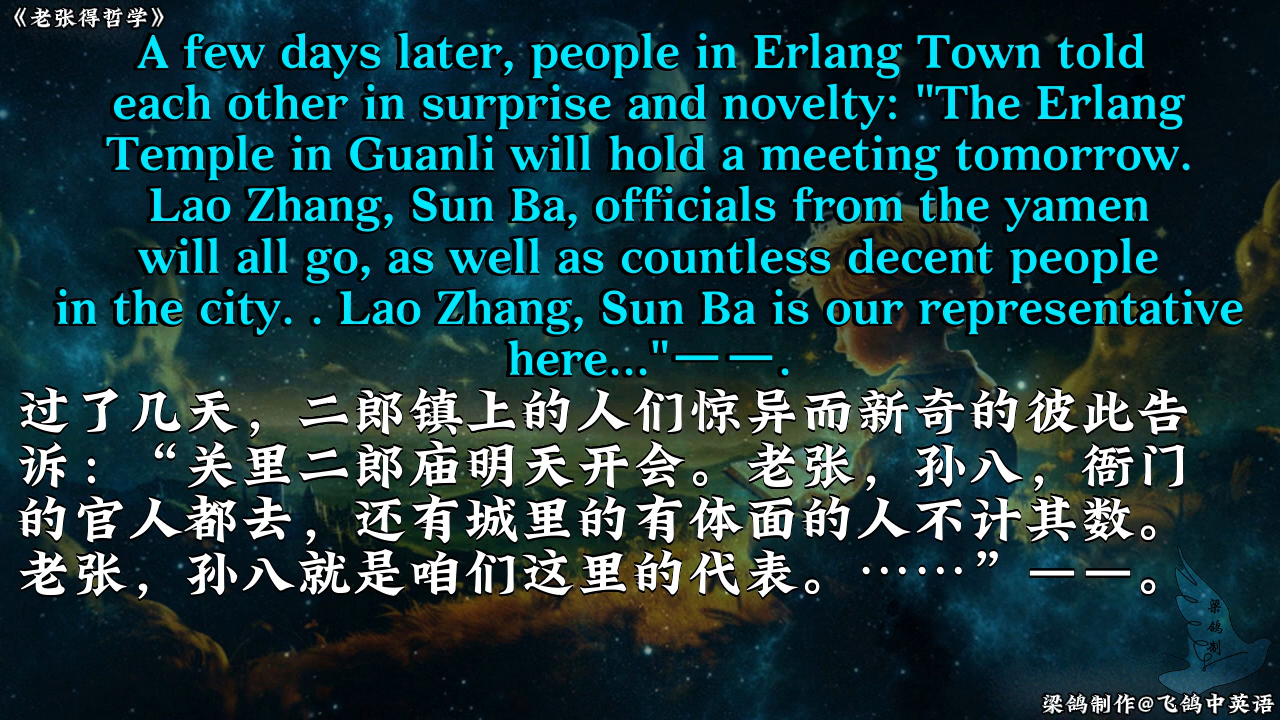 《老张得哲学》
A few days later, people in Erlang Town told
each other in surprise and novelty: "The Erlang
Temple in Guanli will hold a meeting tomorrow.
Lao Zhang, Sun Ba, officials from the yamen
will all go, as well as countless decent people
in the city. . Lao Zhang, Sun Ba is our representative
here..."——.
过了几天，二郎镇上的人们惊异而新奇的彼此告
诉：“关里二郎庙明天开会。老张，孙八，衙门
的官人都去，还有城里的有体面的人不计其数。
老张，孙八就是咱们这里的代表。……”——。
梁鸽制
梁鸽制作@飞鸽中英语